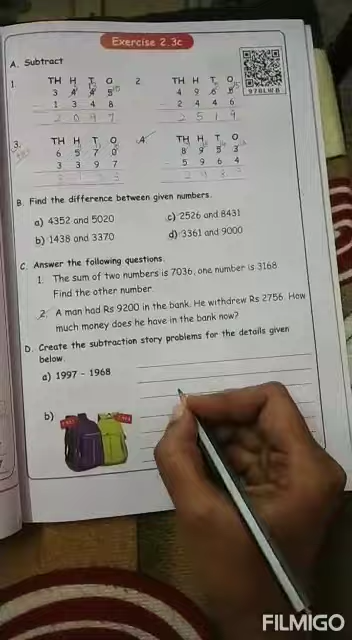 Exercise 2.3c
A. Subtract
1. TH H T O 2. TH H T O
3 4 4 5 4 9 6 5
1 3 4 8 2 4 4 6
2 0 9 7 2 5 1 9
3. TH H T O 4. TH H T O
6 5 7 0 8 9 5 3
3 3 9 7 5 9 6 4
B. Find the difference between given numbers.
a) 4352 and 5020 c) 2526 and 8431
b) 1438 and 3370 d) 3361 and 9000
C. Answer the following questions.
1. The sum of two numbers is 7036, one number is 3168
Find the other number.
2. A man had Rs 9200 in the bank. He withdrew Rs 2756. How
much money does he have in the bank now?
D. Create the subtraction story problems for the details given
below.
a) 1997 - 1968
b)
FILMIGO